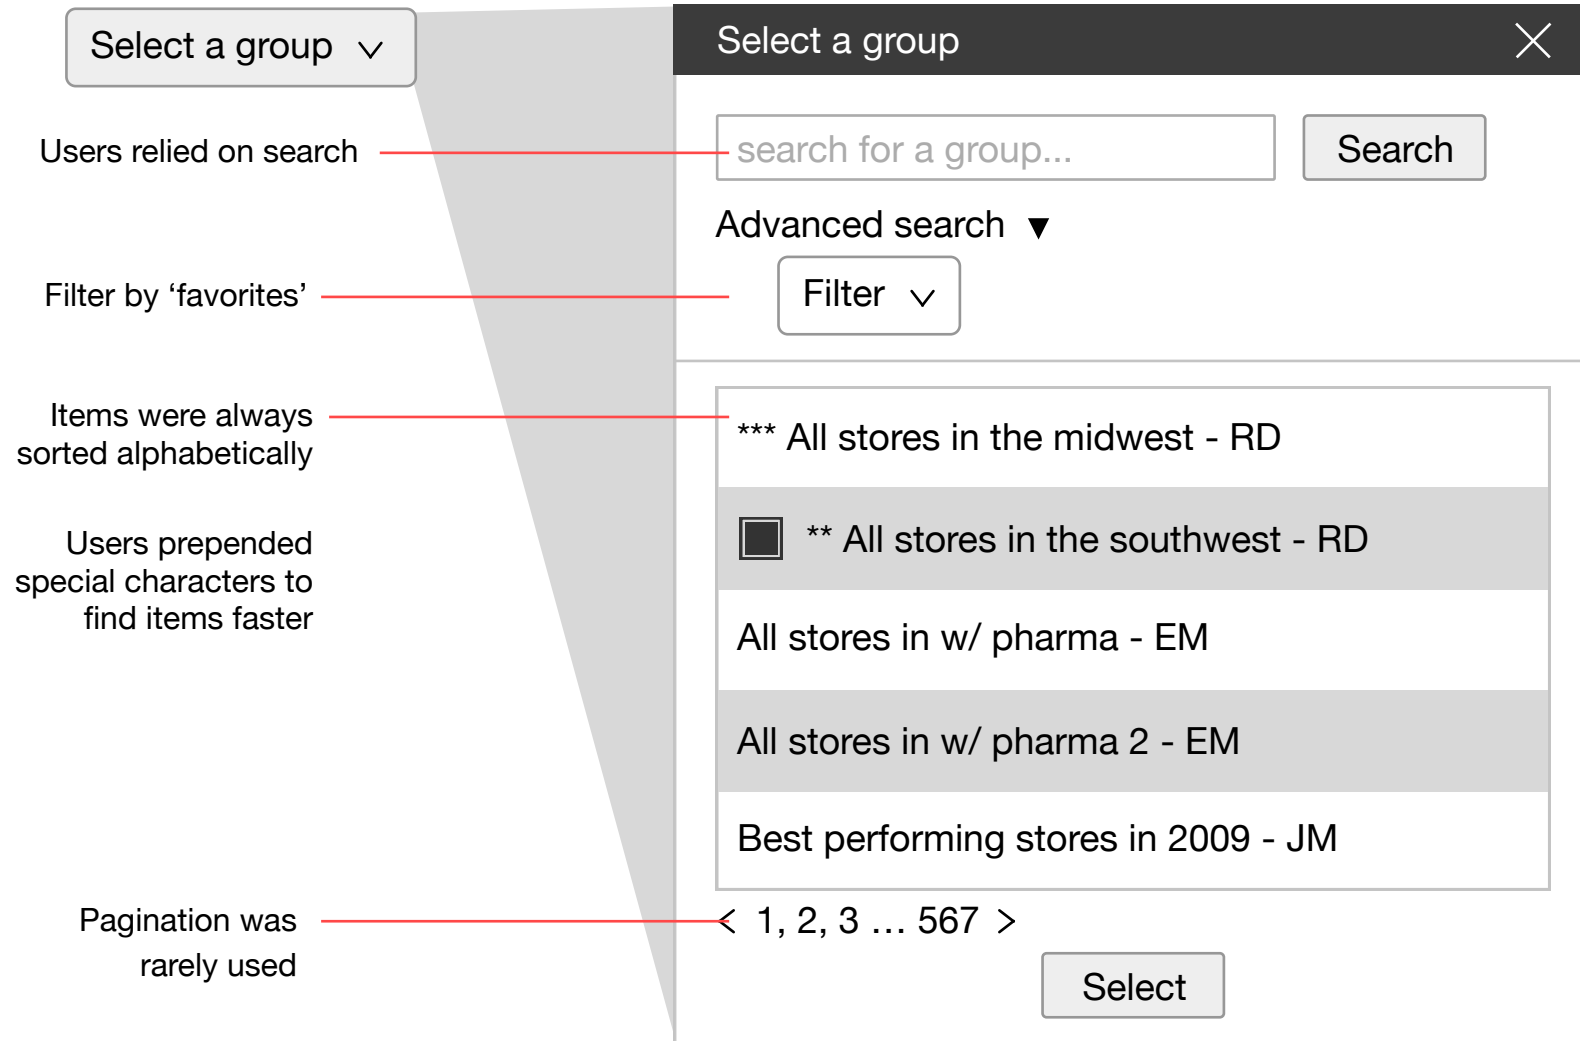 Select a group
Select a group
Users relied on search
search for a group...
Search
Advanced search ▼
Filter by ‘favorites’
Filter
Items were always
sorted alphabetically
*** All stores in the midwest - RD
Users prepended
special characters to
find items faster
** All stores in the southwest - RD
All stores in w/ pharma - EM
All stores in w/ pharma 2 - EM
Best performing stores in 2009 - JM
Pagination was
rarely used
< 1, 2, 3 … 567 >
Select